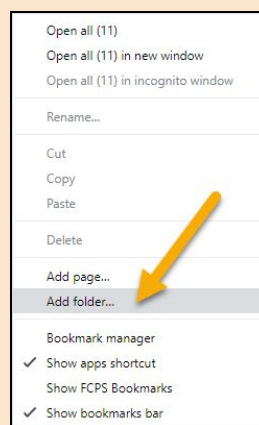 Open all (11)
Open all (11) in new window
Open all (11) in incognito window
Rename...
Cut
Copy
Paste
Delete
Add page...
Add folder...
Bookmark manager
Show apps shortcut
Show FCPS Bookmarks
Show bookmarks bar